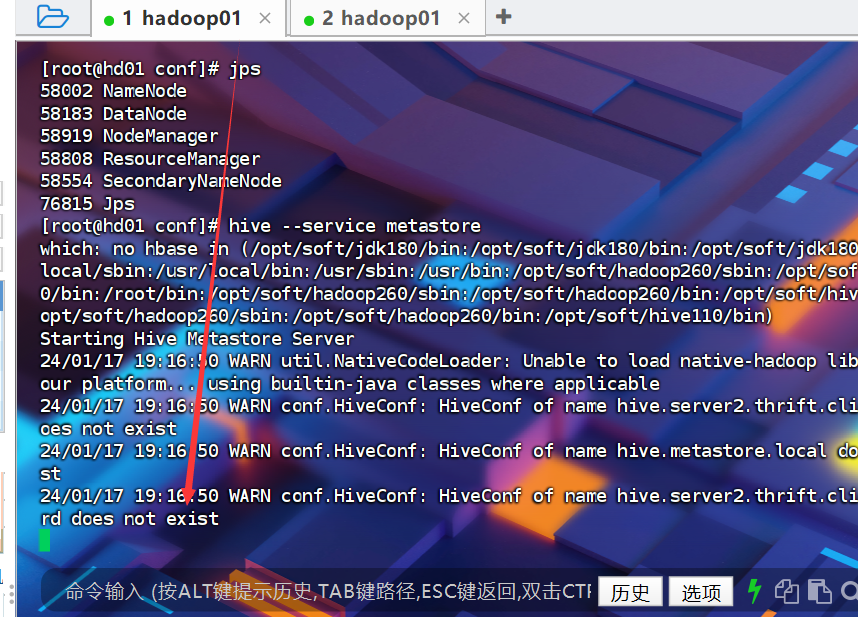 1 hadoop01 × 2 hadoop01 × +
[root@hd01 conf]# jps
58002 NameNode
58183 DataNode
58919 NodeManager
58808 ResourceManager
58554 SecondaryNameNode
76815 Jps
[root@hd01 conf]# hive --service metastore
which: no hbase in (/opt/soft/jdk180/bin:/opt/soft/jdk180/bin:/opt/soft/jdk180
local/sbin:/usr/local/bin:/usr/sbin:/usr/bin:/opt/soft/hadoop260/sbin:/opt/sof
0/bin:/root/bin:/opt/soft/hadoop260/sbin:/opt/soft/hadoop260/bin:/opt/soft/hiv
opt/soft/hadoop260/sbin:/opt/soft/hadoop260/bin:/opt/soft/hive110/bin)
Starting Hive Metastore Server
24/01/17 19:16:50 WARN util.NativeCodeLoader: Unable to load native-hadoop lib
our platform... using builtin-java classes where applicable
24/01/17 19:16:50 WARN conf.HiveConf: HiveConf of name hive.server2.thrift.cli
oes not exist
24/01/17 19:16:50 WARN conf.HiveConf: HiveConf of name hive.metastore.local do
st
24/01/17 19:16:50 WARN conf.HiveConf: HiveConf of name hive.server2.thrift.cli
rd does not exist
命令输入 (按ALT键提示历史,TAB键路径,ESC键返回,双击CTR 历史 选项